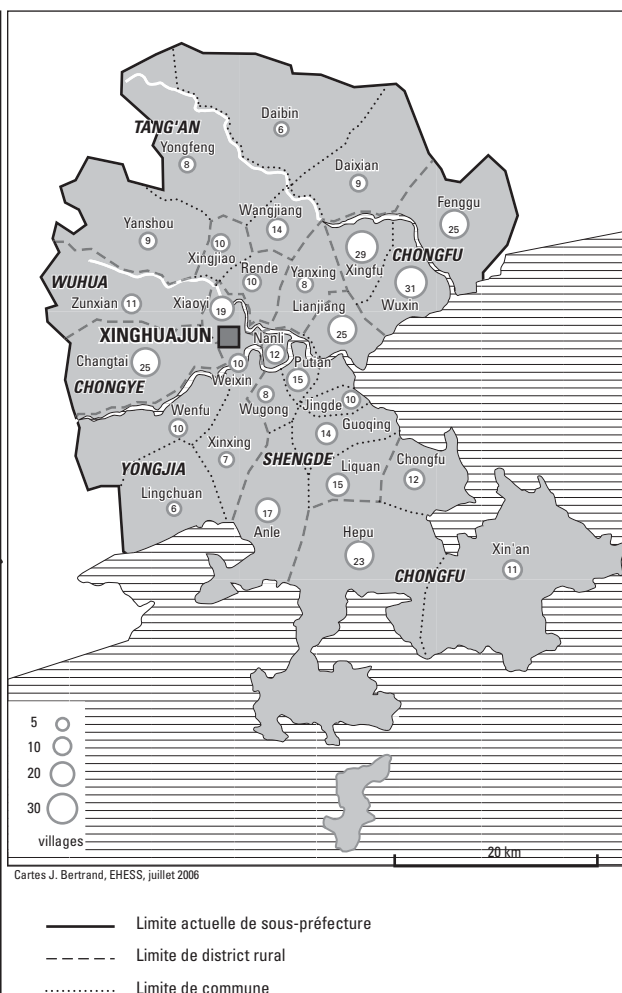 Daibin
6
TANG'AN
Yongfeng
8
Daixian
9
Fenggu
25
Wangjiang
14
Yanshou
9
10
Xingjiao
29
Xingfu
CHONGFU
Rende
10
Yanxing
8
31
Wuxin
WUHUA
Zunxian 11
Xiaoyi
19
Lianjiang
25
XINGHUAJUN
Nanli
12
Changtai
25
10
Weixin
Putian
15
CHONGYE
Wenfu
10
8
Wugong
Jingde 10
Guoqing
14
Xinxing
7
SHENGDE
YONGJIA
Liquan
15
Chongfu
12
Lingchuan
6
17
Anle
Hepu
23
Xin'an
11
CHONGFU
5
10
20
30
villages
20 km
Cartes J. Bertrand, EHESS, juillet 2006
Limite actuelle de sous-préfecture
Limite de district rural
Limite de commune